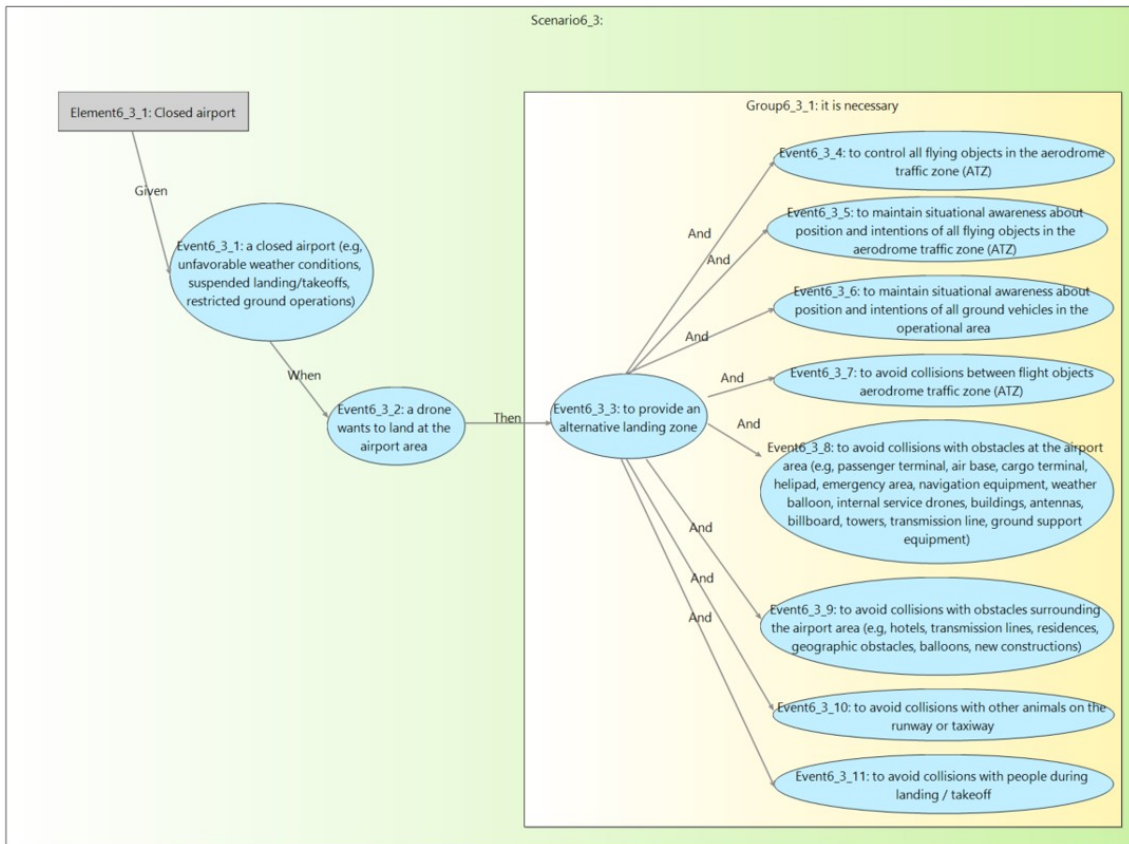 Scenario6_3:
Element6_3_1: Closed airport
Given
Event6_3_1: a closed airport (e.g,
unfavorable weather conditions,
suspended landing/takeoffs,
restricted ground operations)
When
Event6_3_2: a drone
wants to land at the
airport area
Then
Group6_3_1: it is necessary
Event6_3_3: to provide an
alternative landing zone
And
Event6_3_4: to control all flying objects in the aerodrome
traffic zone (ATZ)
And
Event6_3_5: to maintain situational awareness about
position and intentions of all flying objects in the
aerodrome traffic zone (ATZ)
And
Event6_3_6: to maintain situational awareness about
position and intentions of all ground vehicles in the
operational area
And
Event6_3_7: to avoid collisions between flight objects
aerodrome traffic zone (ATZ)
And
Event6_3_8: to avoid collisions with obstacles at the airport
area (e.g, passenger terminal, air base, cargo terminal,
helipad, emergency area, navigation equipment, weather
balloon, internal service drones, buildings, antennas,
billboard, towers, transmission line, ground support
equipment)
And
Event6_3_9: to avoid collisions with obstacles surrounding
the airport area (e.g, hotels, transmission lines, residences,
geographic obstacles, balloons, new constructions)
And
Event6_3_10: to avoid collisions with other animals on the
runway or taxiway
And
Event6_3_11: to avoid collisions with people during
landing / takeoff